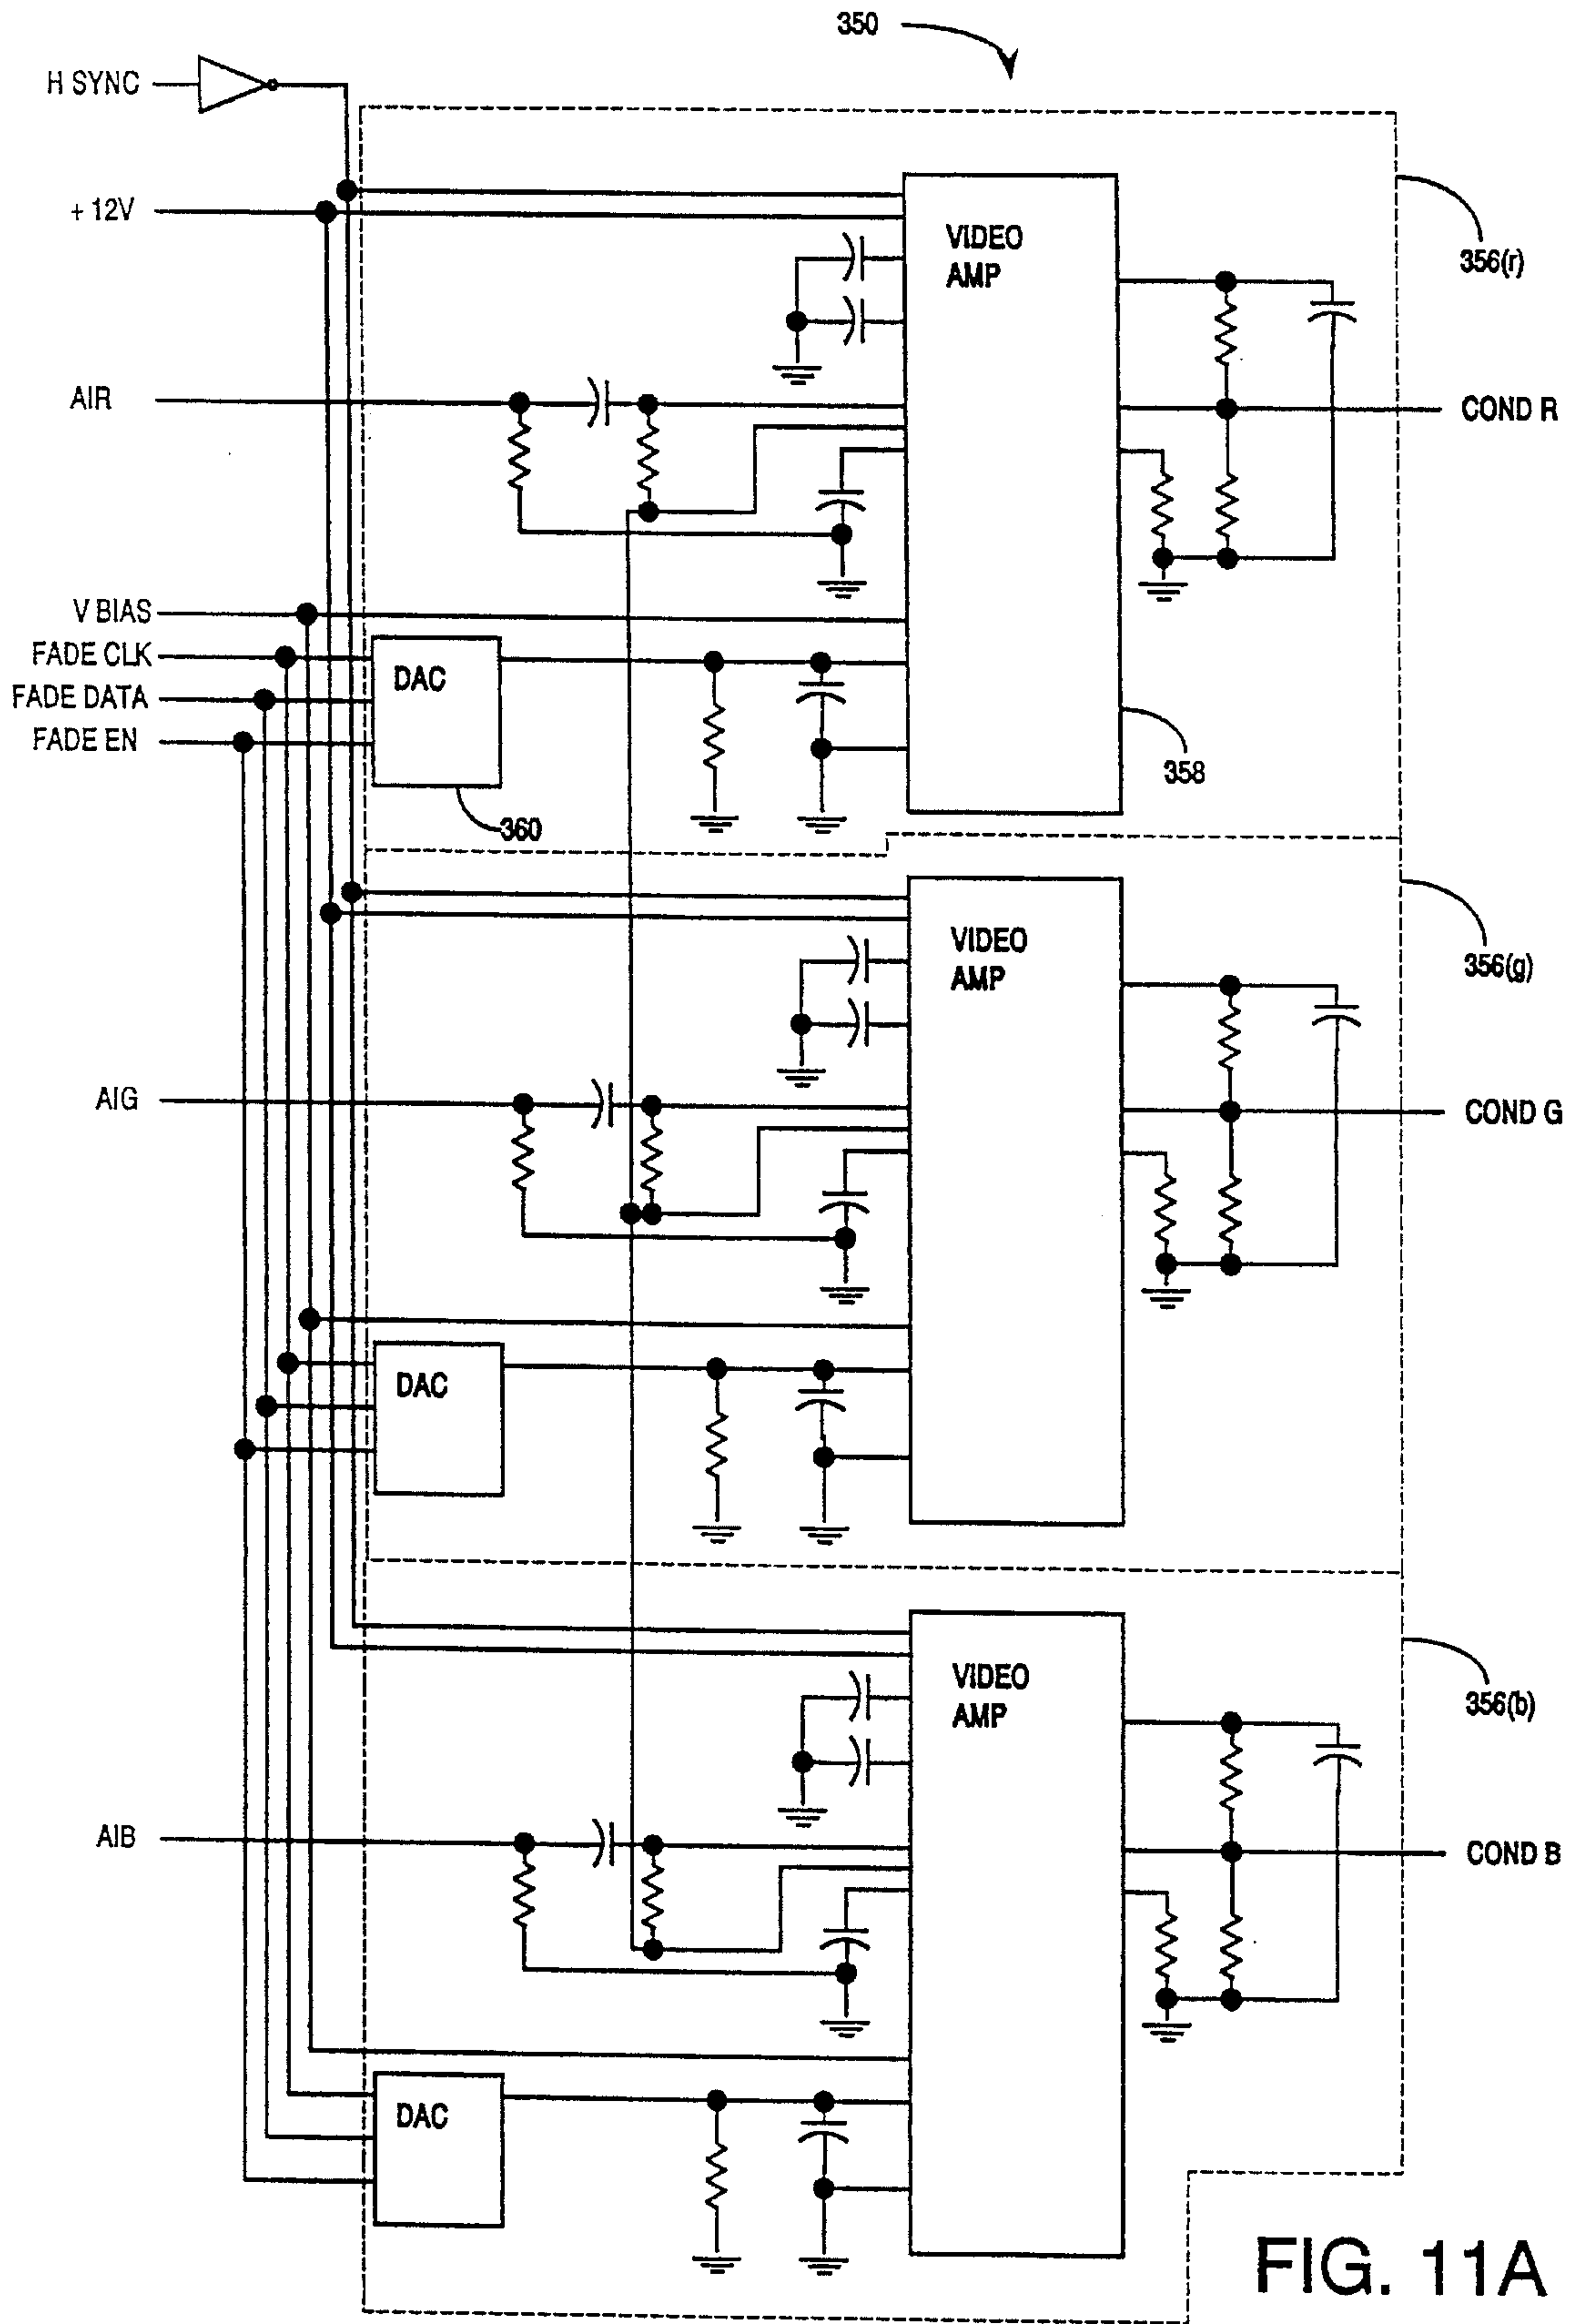 350
H SYNC
+ 12V
VIDEO
AMP
356(r)
AIR
COND R
V BIAS
FADE CLK
FADE DATA
FADE EN
DAC
358
360
VIDEO
AMP
356(g)
AIG
COND G
DAC
VIDEO
AMP
356(b)
AIB
COND B
DAC
FIG. 11A